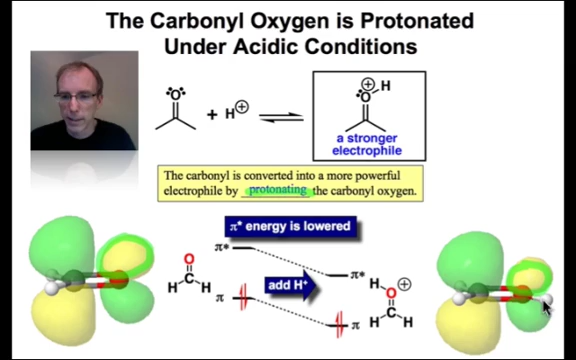 The Carbonyl Oxygen is Protonated
Under Acidic Conditions
O
+ H⊕
⊕ H
O
a stronger
electrophile
The carbonyl is converted into a more powerful
electrophile by protonating the carbonyl oxygen.
π* energy is lowered
π*
O
C
H H
add H⁺
π*
H ⊕
O
C
H H
π
π